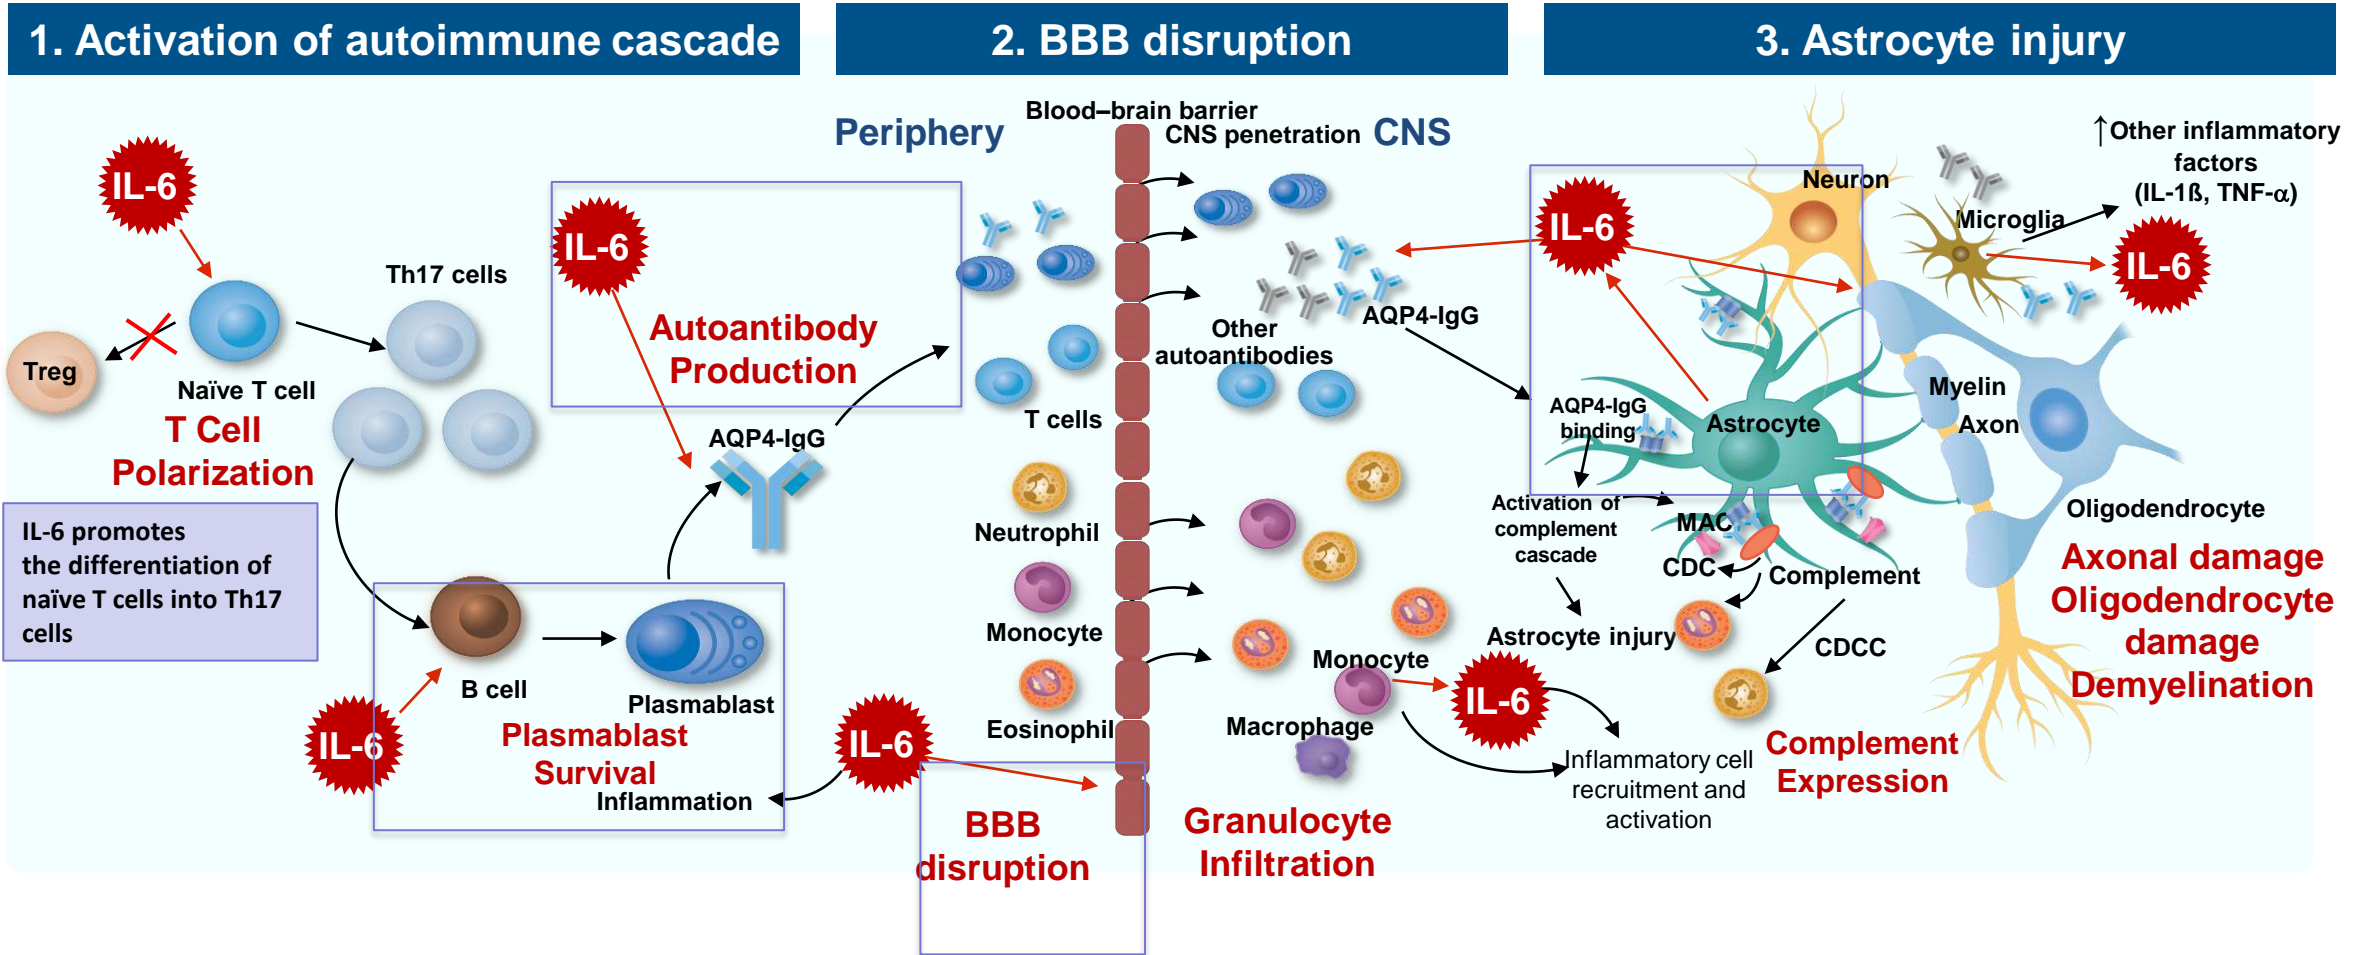 1. Activation of autoimmune cascade
2. BBB disruption
3. Astrocyte injury
IL-6
Treg
Naïve T cell
Th17 cells
T Cell
Polarization
IL-6 promotes
the differentiation of
naïve T cells into Th17
cells
IL-6
Autoantibody
Production
AQP4-IgG
IL-6
B cell
Plasmablast
Plasmablast
Survival
Inflammation
Periphery
Blood–brain barrier
CNS penetration
CNS
T cells
Neutrophil
Monocyte
Eosinophil
IL-6
BBB
disruption
Other
autoantibodies
AQP4-IgG
Monocyte
Macrophage
Granulocyte
Infiltration
IL-6
Inflammatory cell
recruitment and
activation
IL-6
Neuron
Microglia
↑Other inflammatory
factors
(IL-1ß, TNF-α)
IL-6
AQP4-IgG
binding
Astrocyte
Myelin
Axon
Activation of
complement
cascade
MAC
CDC
Complement
Astrocyte injury
CDCC
Complement
Expression
Oligodendrocyte
Axonal damage
Oligodendrocyte
damage
Demyelination